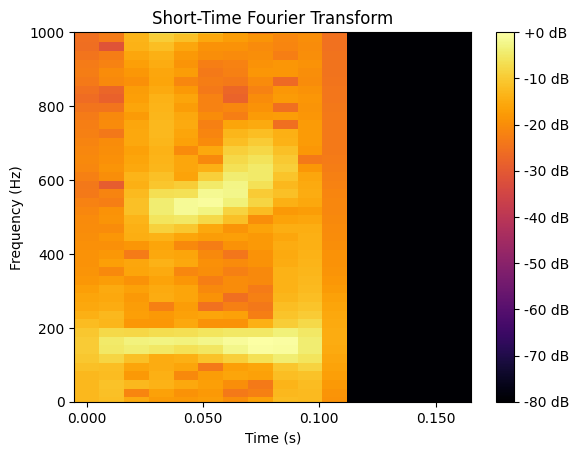 Short-Time Fourier Transform
1000
800
600
400
200
0
Frequency (Hz)
0.000
0.050
0.100
0.150
Time (s)
+0 dB
-10 dB
-20 dB
-30 dB
-40 dB
-50 dB
-60 dB
-70 dB
-80 dB